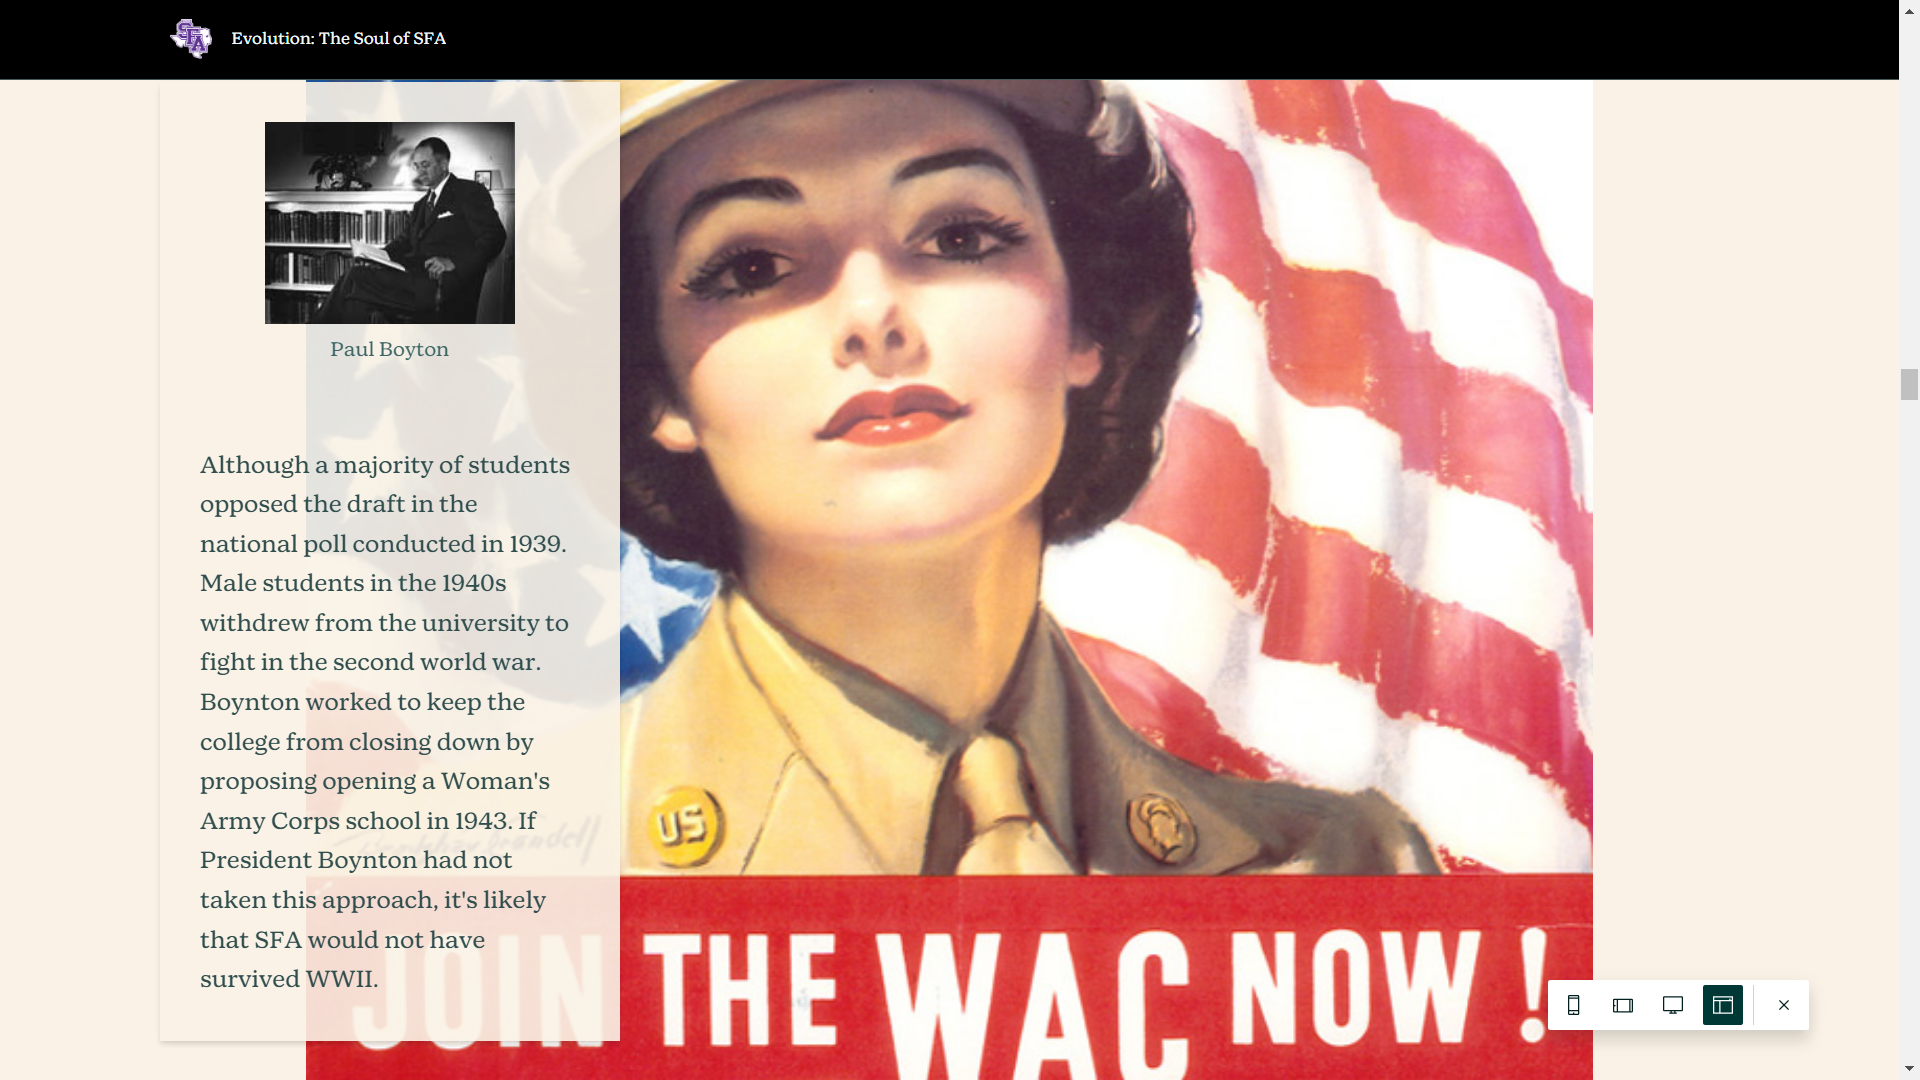 SFA
Evolution: The Soul of SFA
Paul Boyton
Although a majority of students
opposed the draft in the
national poll conducted in 1939.
Male students in the 1940s
withdrew from the university to
fight in the second world war.
Boynton worked to keep the
college from closing down by
proposing opening a Woman's
Army Corps school in 1943. If
President Boynton had not
taken this approach, it's likely
that SFA would not have
survived WWII.
US
JOIN THE WAC NOW!